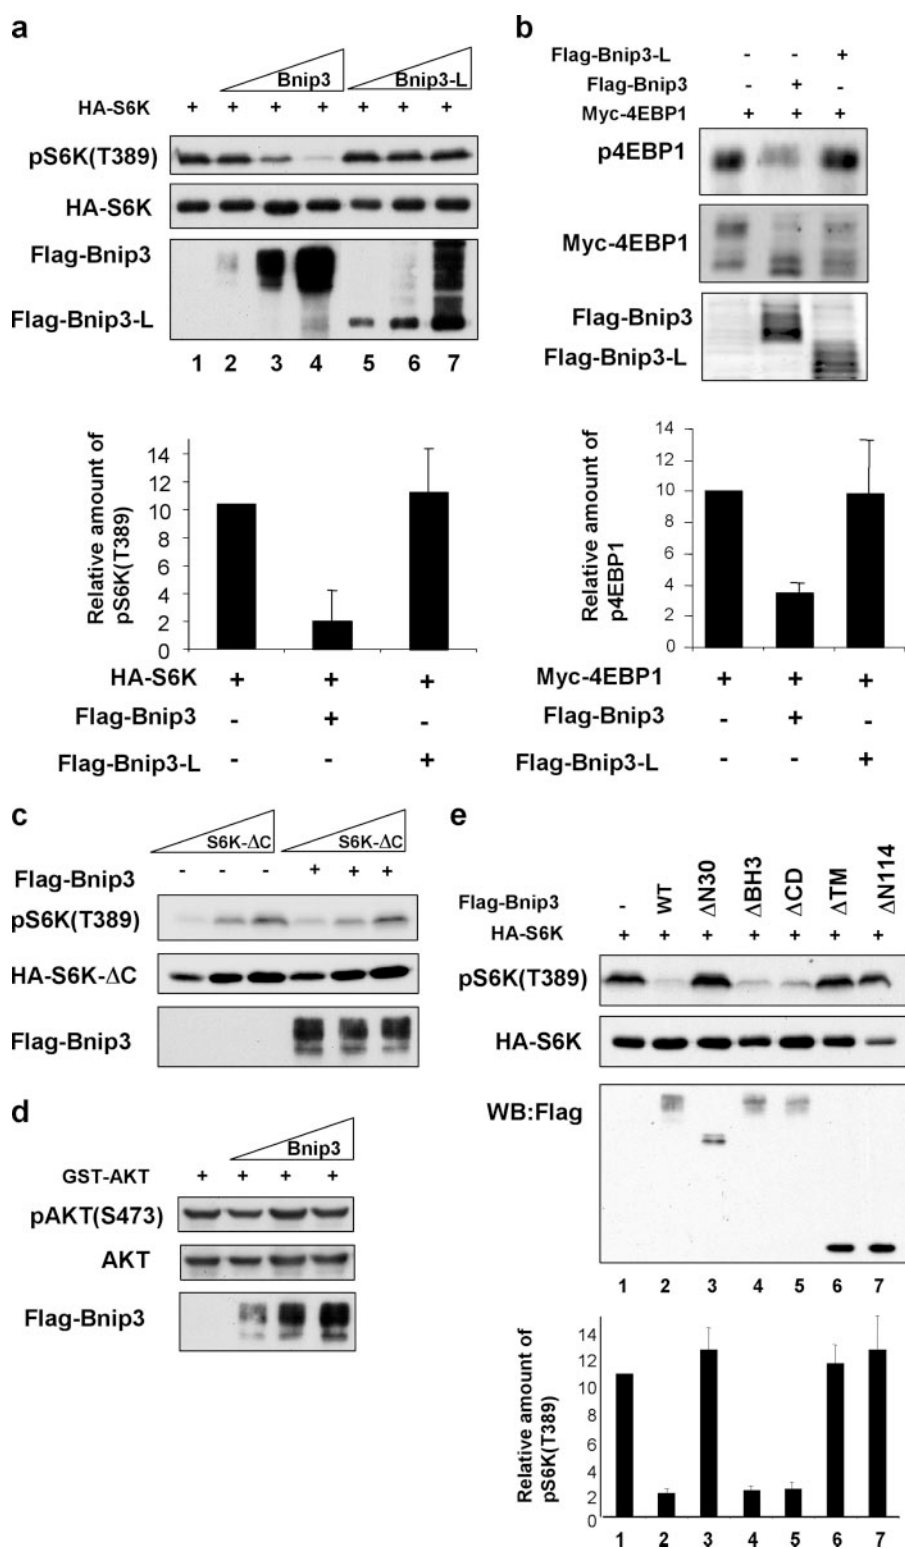 a
Bnip3 Bnip3-L
HA-S6K + + + + + + +
pS6K(T389)
HA-S6K
Flag-Bnip3
Flag-Bnip3-L
1 2 3 4 5 6 7
Relative amount of
pS6K(T389)
14
12
10
8
6
4
2
0
HA-S6K + + +
Flag-Bnip3 - + -
Flag-Bnip3-L - - +
b
Flag-Bnip3-L - - +
Flag-Bnip3 - + -
Myc-4EBP1 + + +
p4EBP1
Myc-4EBP1
Flag-Bnip3
Flag-Bnip3-L
Relative amount of
p4EBP1
14
12
10
8
6
4
2
0
Myc-4EBP1 + + +
Flag-Bnip3 - + -
Flag-Bnip3-L - - +
c
S6K-ΔC S6K-ΔC
Flag-Bnip3 - - - + + +
pS6K(T389)
HA-S6K-ΔC
Flag-Bnip3
d
Bnip3
GST-AKT + + + +
pAKT(S473)
AKT
Flag-Bnip3
e
Flag-Bnip3 - WT ΔN30 ΔBH3 ΔCD ΔTM ΔN114
HA-S6K + + + + + + +
pS6K(T389)
HA-S6K
WB:Flag
1 2 3 4 5 6 7
Relative amount of
pS6K(T389)
14
12
10
8
6
4
2
0
1 2 3 4 5 6 7